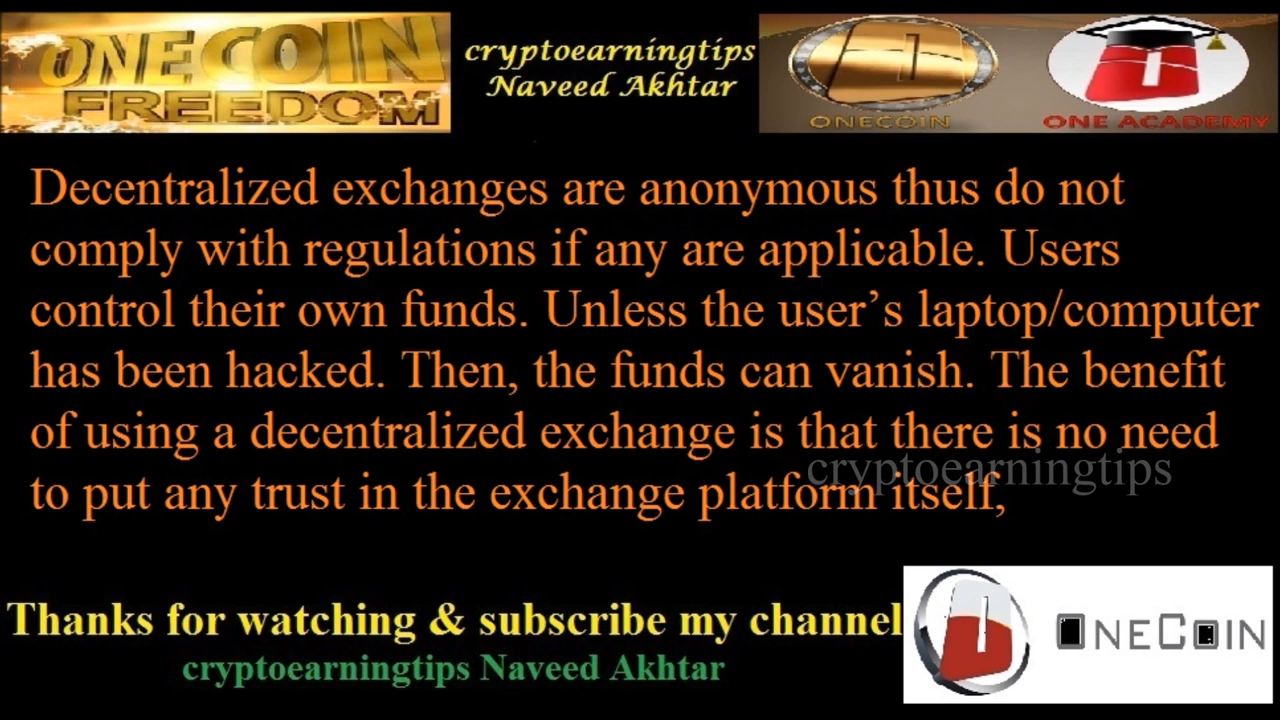 ONE COIN
FREEDOM
cryptoearningtips
Naveed Akhtar
ONECOIN
ONE ACADEMY
Decentralized exchanges are anonymous thus do not
comply with regulations if any are applicable. Users
control their own funds. Unless the user’s laptop/computer
has been hacked. Then, the funds can vanish. The benefit
of using a decentralized exchange is that there is no need
to put any trust in the exchange platform itself,
cryptoearningtips
Thanks for watching & subscribe my channel
cryptoearningtips Naveed Akhtar
ONECOIN